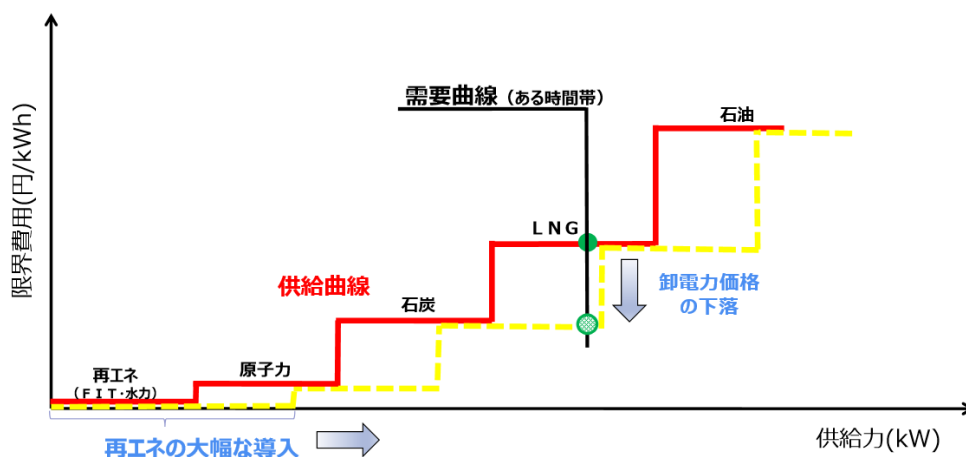 限界費用(円/kWh)
需要曲線（ある時間帯）
石油
ＬＮＧ
供給曲線
卸電力価格
の下落
石炭
原子力
再エネ
（ＦＩＴ・水力）
再エネの大幅な導入
供給力(kW)